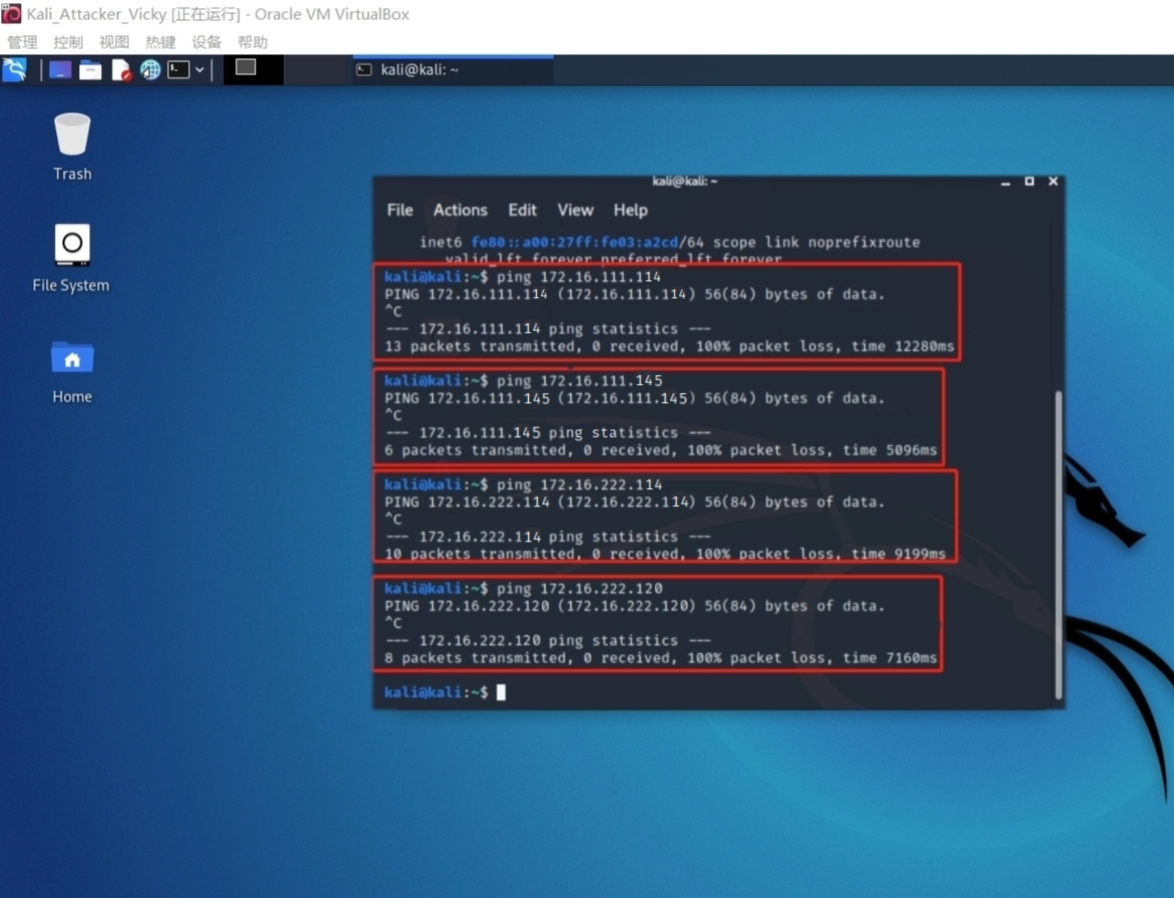 Kali_Attacker_Vicky [正在运行] - Oracle VM VirtualBox
管理 控制 视图 热键 设备 帮助
kali@kali: ~
Trash
File System
Home
kali@kali: ~
File Actions Edit View Help
inet6 fe80::a00:27ff:fe03:a2cd/64 scope link noprefixroute
valid_lft forever preferred_lft forever
kali@kali:~$ ping 172.16.111.114
PING 172.16.111.114 (172.16.111.114) 56(84) bytes of data.
^C
--- 172.16.111.114 ping statistics ---
13 packets transmitted, 0 received, 100% packet loss, time 12280ms
kali@kali:~$ ping 172.16.111.145
PING 172.16.111.145 (172.16.111.145) 56(84) bytes of data.
^C
--- 172.16.111.145 ping statistics ---
6 packets transmitted, 0 received, 100% packet loss, time 5096ms
kali@kali:~$ ping 172.16.222.114
PING 172.16.222.114 (172.16.222.114) 56(84) bytes of data.
^C
--- 172.16.222.114 ping statistics ---
10 packets transmitted, 0 received, 100% packet loss, time 9199ms
kali@kali:~$ ping 172.16.222.120
PING 172.16.222.120 (172.16.222.120) 56(84) bytes of data.
^C
--- 172.16.222.120 ping statistics ---
8 packets transmitted, 0 received, 100% packet loss, time 7160ms
kali@kali:~$